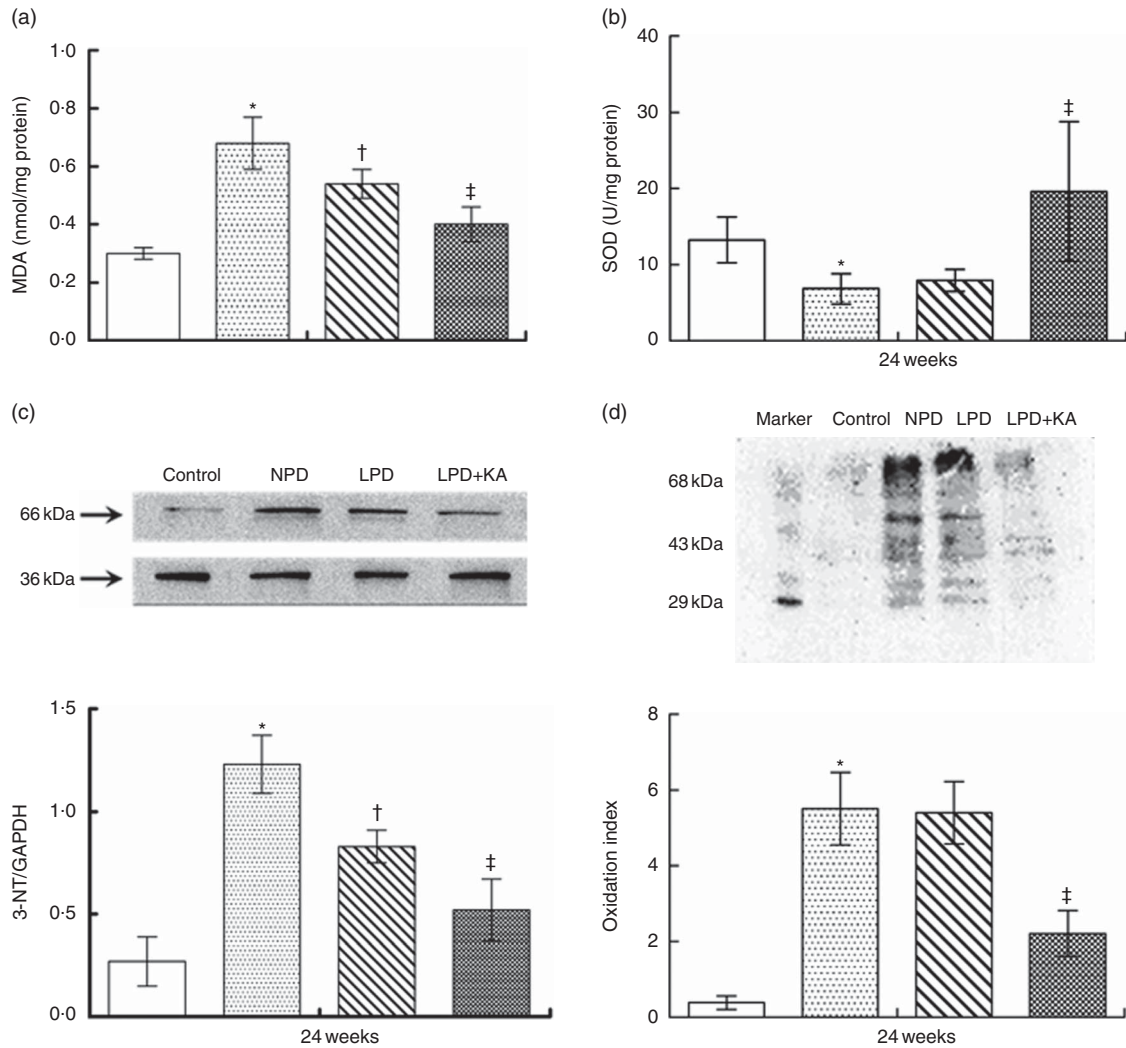 (a)
MDA (nmol/mg protein)
1·0
0·8
0·6
0·4
0·2
0·0
*
†
‡
(b)
SOD (U/mg protein)
40
30
20
10
0
*
‡
24 weeks
(c)
Control NPD LPD LPD+KA
66 kDa
36 kDa
3-NT/GAPDH
1·5
1·0
0·5
0·0
*
†
‡
24 weeks
(d)
Marker Control NPD LPD LPD+KA
68 kDa
43 kDa
29 kDa
Oxidation index
8
6
4
2
0
*
‡
24 weeks